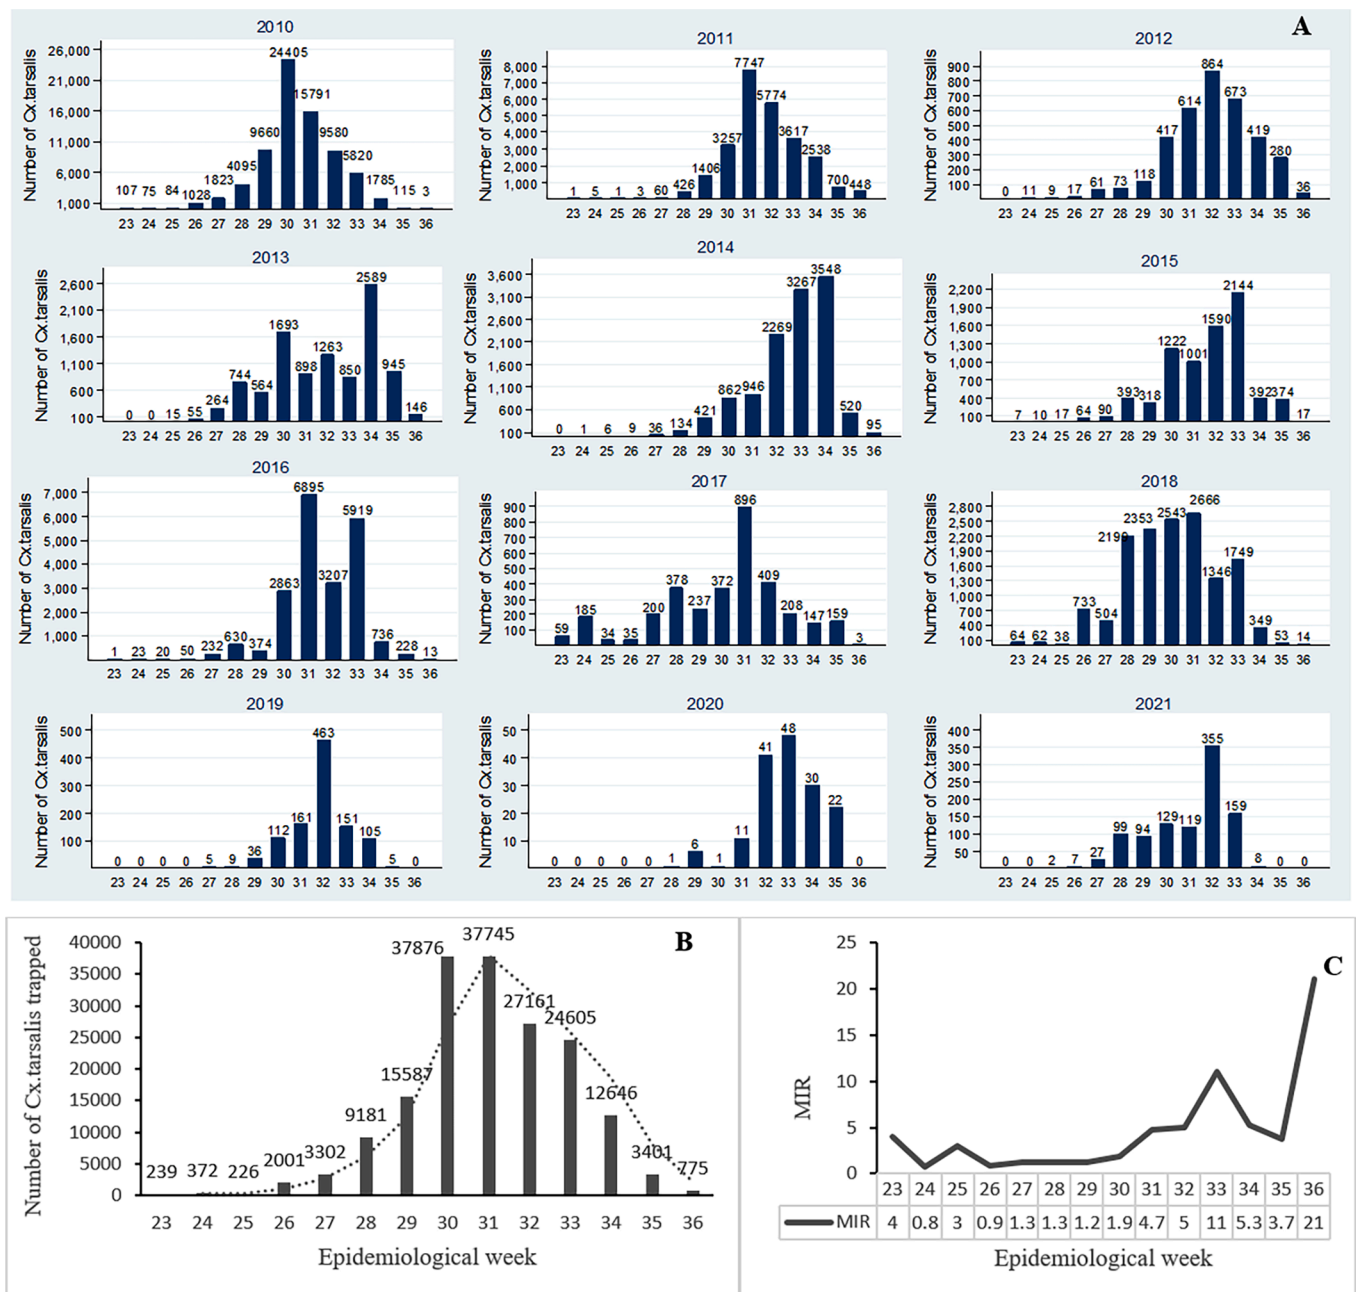 A
2010
Number of Cx.tarsalis
26,000
21,000
16,000
11,000
6,000
1,000
107 75 84 1028 1823 4095 9660 24405 15791 9580 5820 1785 115 3
23 24 25 26 27 28 29 30 31 32 33 34 35 36
2011
Number of Cx.tarsalis
8,000
7,000
6,000
5,000
4,000
3,000
2,000
1,000
1 5 1 3 60 426 1406 3257 7747 5774 3617 2538 700 448
23 24 25 26 27 28 29 30 31 32 33 34 35 36
2012
Number of Cx.tarsalis
900
800
700
600
500
400
300
200
100
0 11 9 17 61 73 118 417 614 864 673 419 280 36
23 24 25 26 27 28 29 30 31 32 33 34 35 36
2013
Number of Cx.tarsalis
2,600
2,100
1,600
1,100
600
100
0 0 15 55 264 744 564 1693 898 1263 850 2589 945 146
23 24 25 26 27 28 29 30 31 32 33 34 35 36
2014
Number of Cx.tarsalis
3,600
3,100
2,600
2,100
1,600
1,100
600
100
0 1 6 9 36 134 421 862 946 2269 3267 3548 520 95
23 24 25 26 27 28 29 30 31 32 33 34 35 36
2015
Number of Cx.tarsalis
2,200
1,900
1,600
1,300
1,000
700
400
100
7 10 17 64 90 393 318 1222 1001 1590 2144 392 374 17
23 24 25 26 27 28 29 30 31 32 33 34 35 36
2016
Number of Cx.tarsalis
7,000
6,000
5,000
4,000
3,000
2,000
1,000
1 23 20 50 232 630 374 2863 6895 3207 5919 736 228 13
23 24 25 26 27 28 29 30 31 32 33 34 35 36
2017
Number of Cx.tarsalis
900
800
700
600
500
400
300
200
100
59 185 34 35 200 378 237 372 896 409 208 147 159 3
23 24 25 26 27 28 29 30 31 32 33 34 35 36
2018
Number of Cx.tarsalis
2,800
2,500
2,200
1,900
1,600
1,300
1,000
700
400
100
64 62 38 733 504 2199 2353 2543 2666 1346 1749 349 53 14
23 24 25 26 27 28 29 30 31 32 33 34 35 36
2019
Number of Cx.tarsalis
500
400
300
200
100
0 0 0 0 5 9 36 112 161 463 151 105 5 0
23 24 25 26 27 28 29 30 31 32 33 34 35 36
2020
Number of Cx.tarsalis
50
40
30
20
10
0 0 0 0 0 1 6 1 11 41 48 30 22 0
23 24 25 26 27 28 29 30 31 32 33 34 35 36
2021
Number of Cx.tarsalis
400
350
300
250
200
150
100
50
0 0 2 7 27 99 94 129 119 355 159 8 0 0
23 24 25 26 27 28 29 30 31 32 33 34 35 36
B
Number of Cx.tarsalis trapped
40000
35000
30000
25000
20000
15000
10000
5000
0
239 372 226 2001 3302 9181 15587 37876 37745 27161 24605 12646 3401 775
23 24 25 26 27 28 29 30 31 32 33 34 35 36
Epidemiological week
C
MIR
25
20
15
10
5
0
23 24 25 26 27 28 29 30 31 32 33 34 35 36
MIR 4 0.8 3 0.9 1.3 1.3 1.2 1.9 4.7 5 11 5.3 3.7 21
Epidemiological week